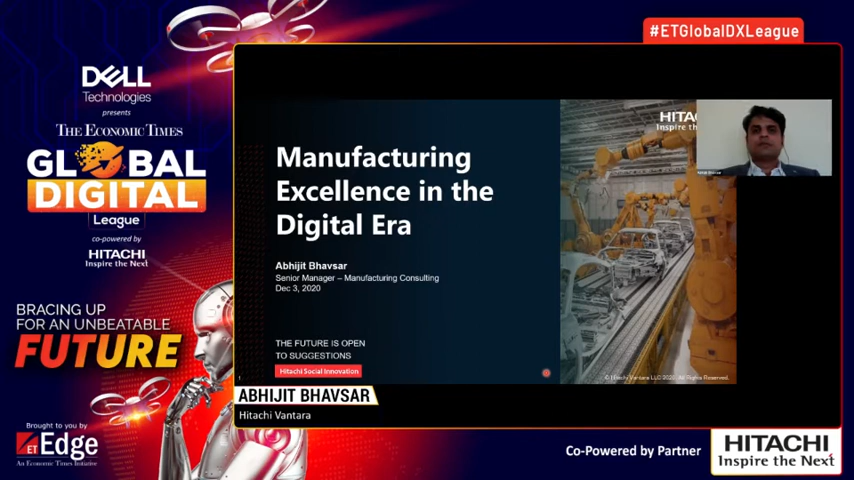 #ETGlobalDXLeague
DELL
Technologies
presents
THE ECONOMIC TIMES
GLOBAL
DIGITAL
League
co-powered by
HITACHI
Inspire the Next
BRACING UP
FOR AN UNBEATABLE
FUTURE
Brought to you by
ET Edge
An Economic Times Initiative
Manufacturing
Excellence in the
Digital Era
Abhijit Bhavsar
Senior Manager – Manufacturing Consulting
Dec 3, 2020
THE FUTURE IS OPEN
TO SUGGESTIONS
Hitachi Social Innovation
1
HITAC
Inspire the
Abhijit Bhavsar
© Hitachi Vantara LLC 2020. All Rights Reserved.
ABHIJIT BHAVSAR
Hitachi Vantara
Co-Powered by Partner
HITACHI
Inspire the Next